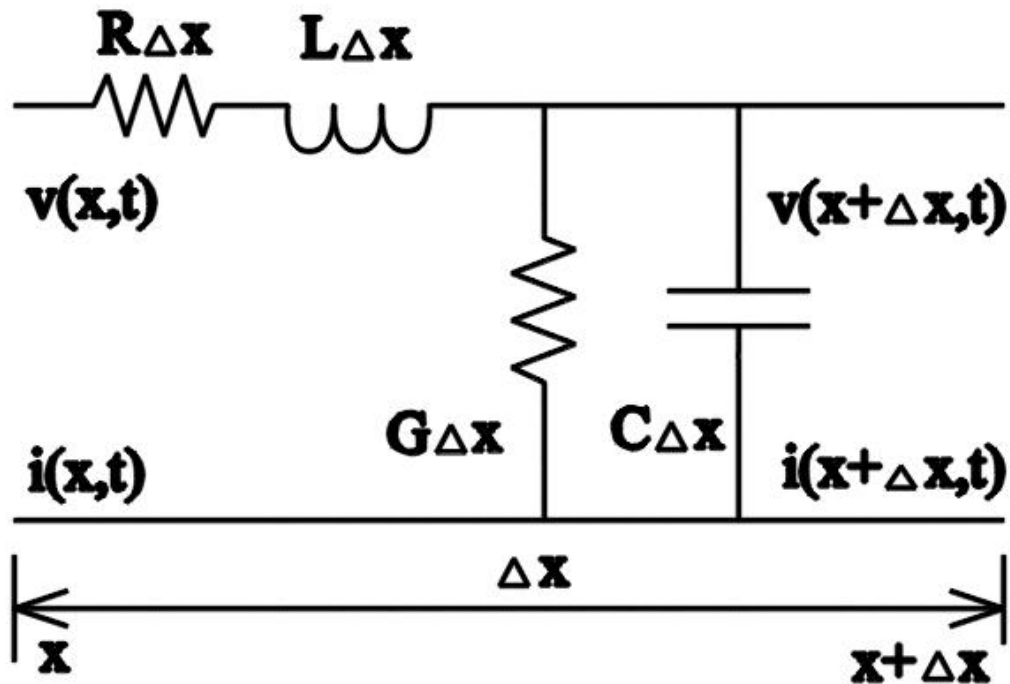 R△x L△x
v(x,t) v(x+△x,t)
G△x C△x
i(x,t) i(x+△x,t)
△x
x x+△x